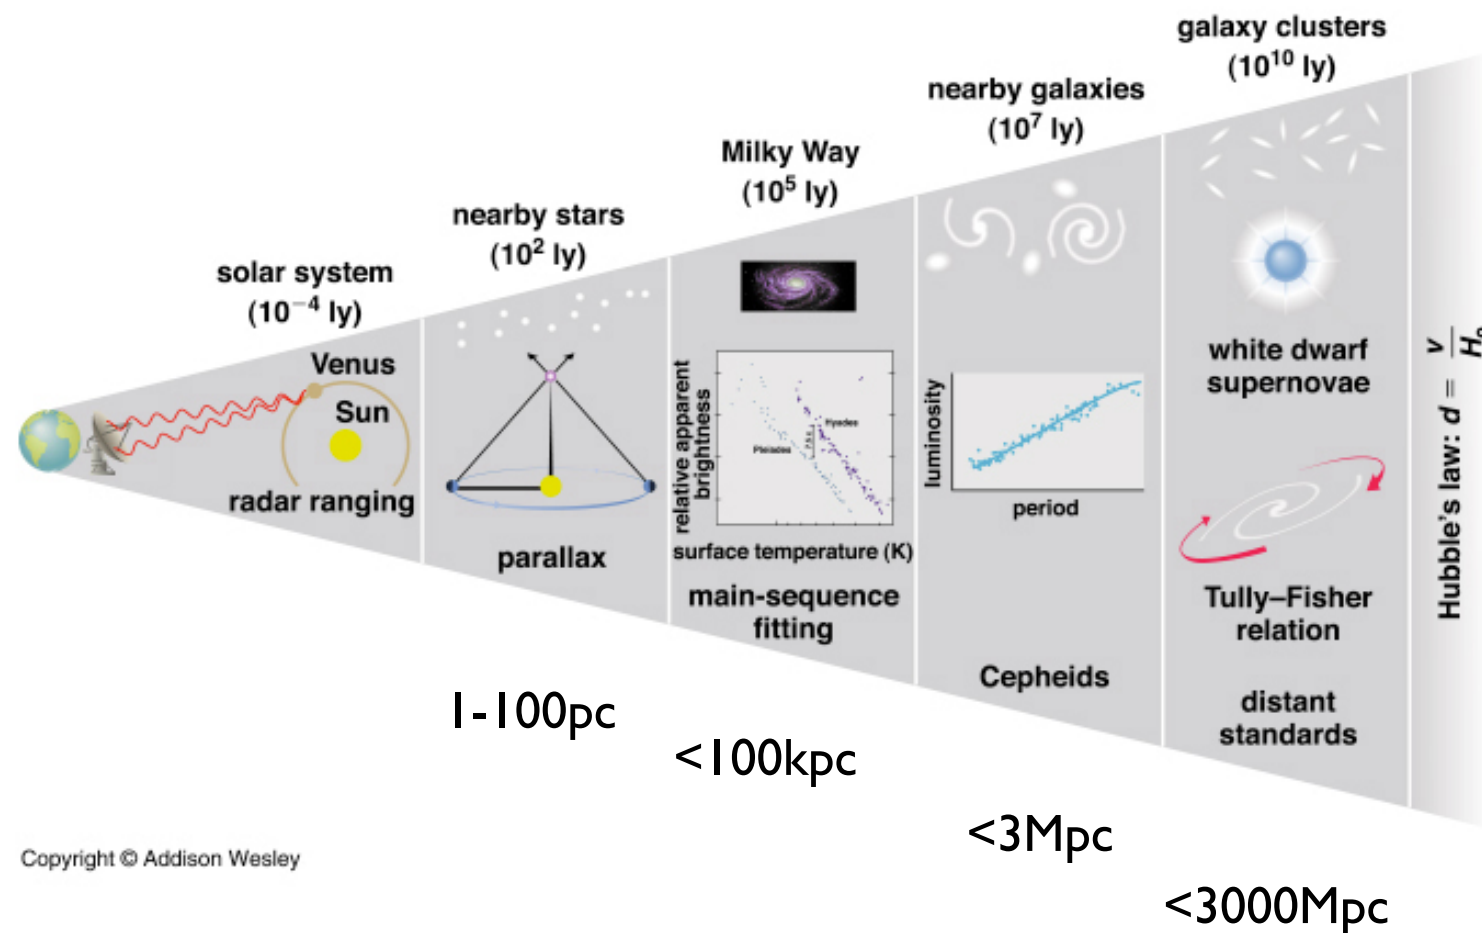 galaxy clusters
(10¹⁰ ly)
nearby galaxies
(10⁷ ly)
Milky Way
(10⁵ ly)
nearby stars
(10² ly)
solar system
(10⁻⁴ ly)
Venus
Sun
radar ranging
parallax
relative apparent
brightness
Hyades
Pleiades
surface temperature (K)
main-sequence
fitting
luminosity
period
Cepheids
white dwarf
supernovae
Tully–Fisher
relation
distant
standards
Hubble's law: d = v / H₀
1-100pc
<100kpc
<3Mpc
<3000Mpc
Copyright © Addison Wesley